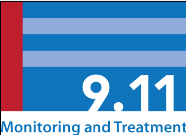 9.11
Monitoring and Treatment